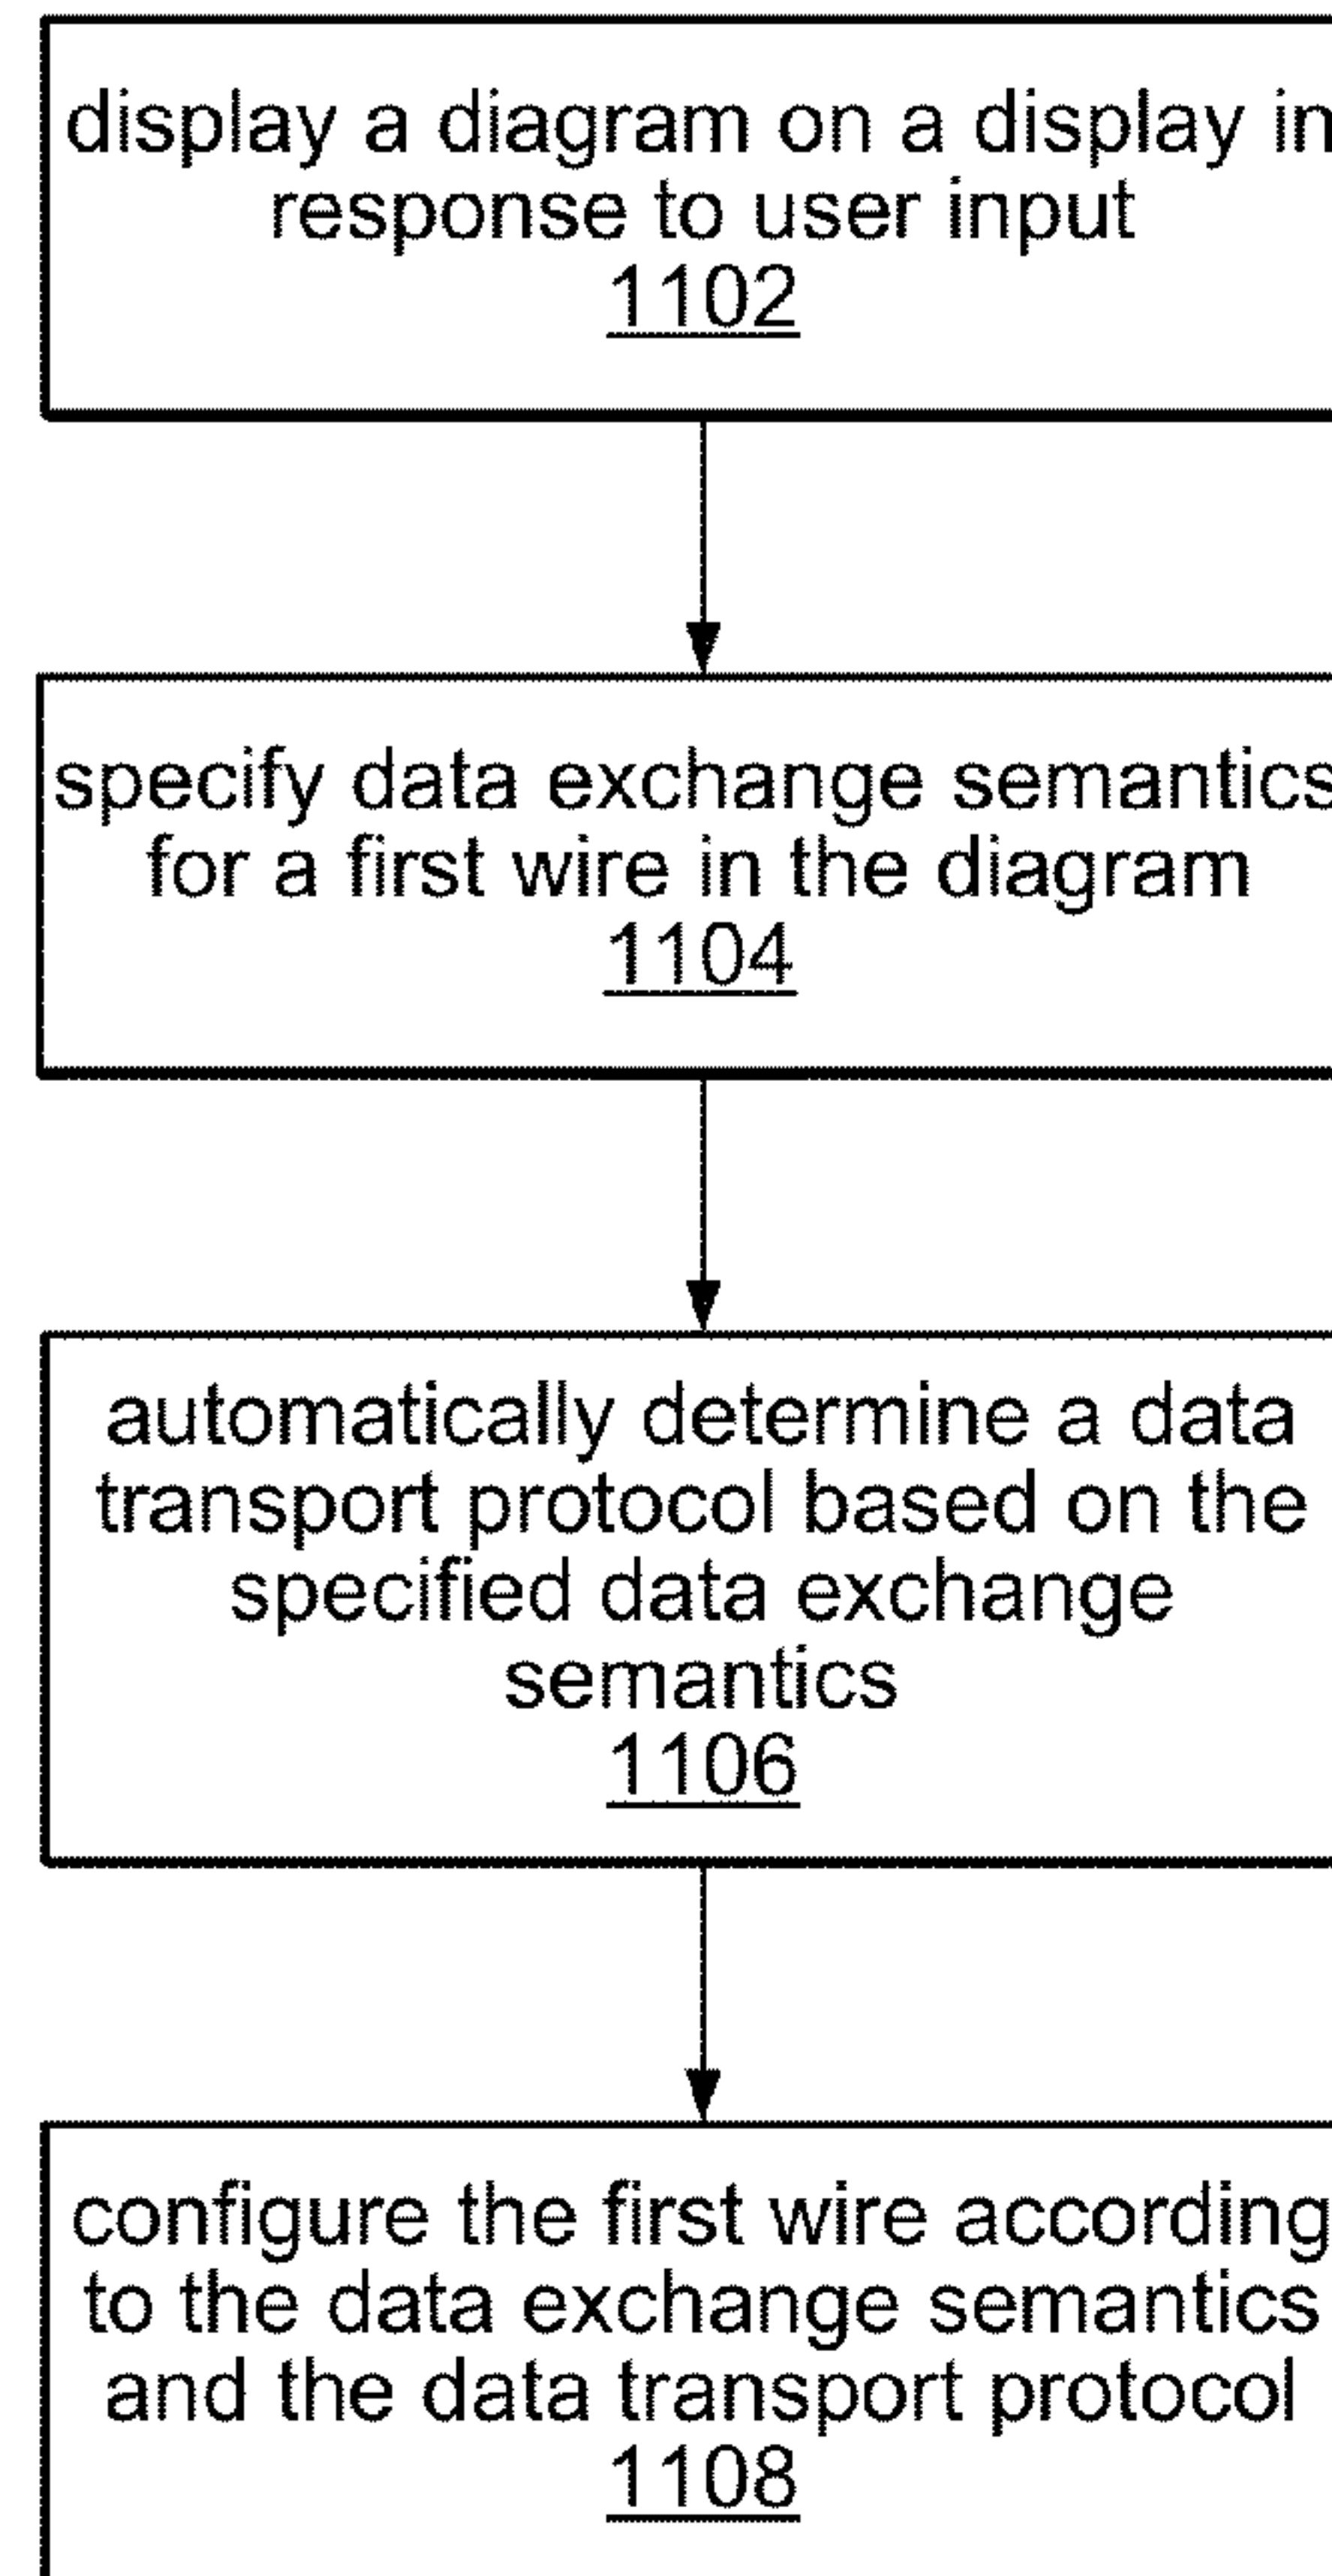 display a diagram on a display in
response to user input
1102
specify data exchange semantics
for a first wire in the diagram
1104
automatically determine a data
transport protocol based on the
specified data exchange
semantics
1106
configure the first wire according
to the data exchange semantics
and the data transport protocol
1108